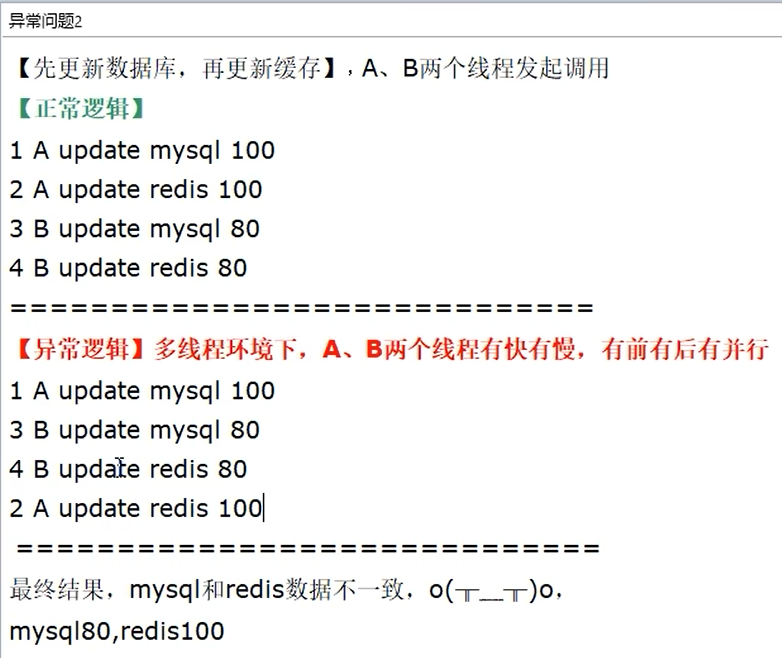 异常问题2
【先更新数据库，再更新缓存】，A、B两个线程发起调用
【正常逻辑】
1 A update mysql 100
2 A update redis 100
3 B update mysql 80
4 B update redis 80
=============================
【异常逻辑】多线程环境下，A、B两个线程有快有慢，有前有后有并行
1 A update mysql 100
3 B update mysql 80
4 B update redis 80
2 A update redis 100
=============================
最终结果，mysql和redis数据不一致，o(╥﹏╥)o，
mysql80,redis100